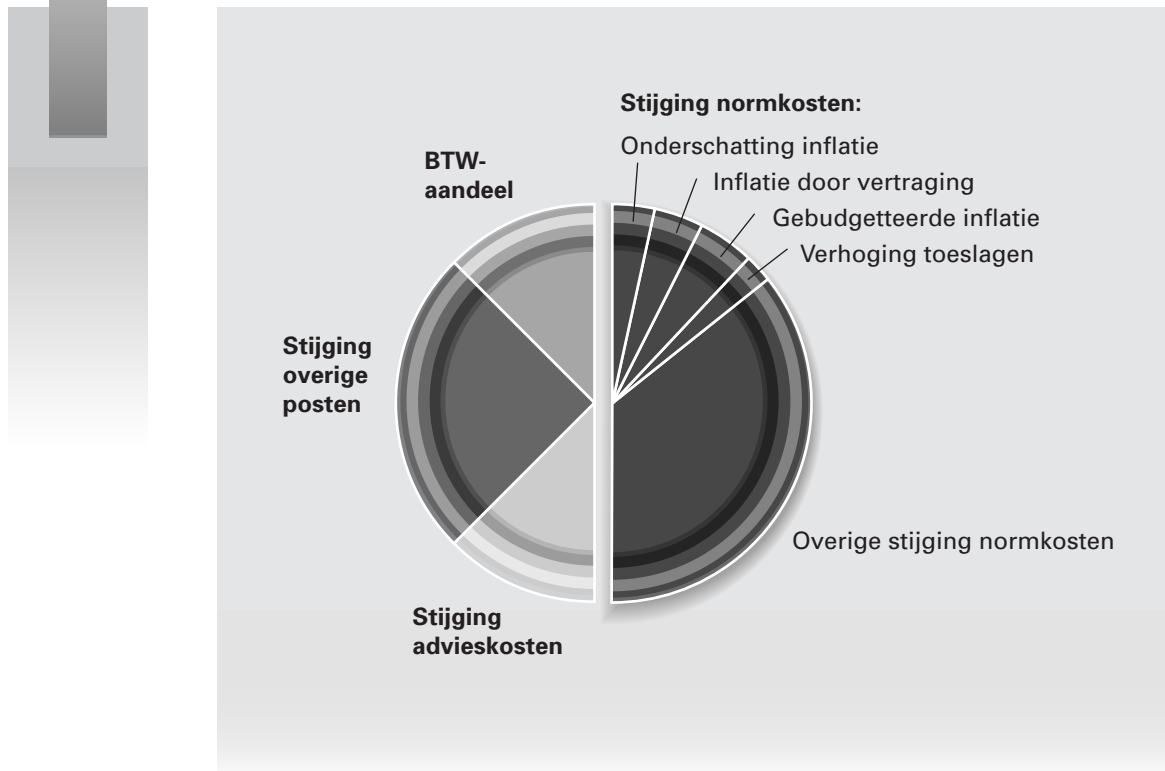 Stijging normkosten:
Onderschatting inflatie
Inflatie door vertraging
Gebudgetteerde inflatie
Verhoging toeslagen
BTW-
aandeel
Stijging
overige
posten
Overige stijging normkosten
Stijging
advieskosten